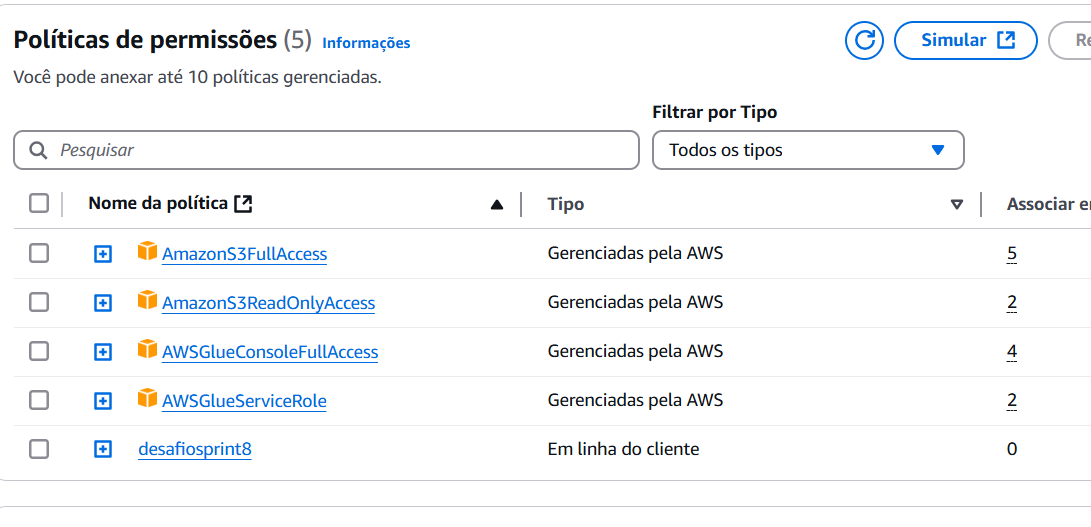 Políticas de permissões (5) Informações
Simular
Você pode anexar até 10 políticas gerenciadas.
Filtrar por Tipo
Pesquisar
Todos os tipos
Nome da política Tipo Associar
AmazonS3FullAccess Gerenciadas pela AWS 5
AmazonS3ReadOnlyAccess Gerenciadas pela AWS 2
AWSGlueConsoleFullAccess Gerenciadas pela AWS 4
AWSGlueServiceRole Gerenciadas pela AWS 2
desafiosprint8 Em linha do cliente 0